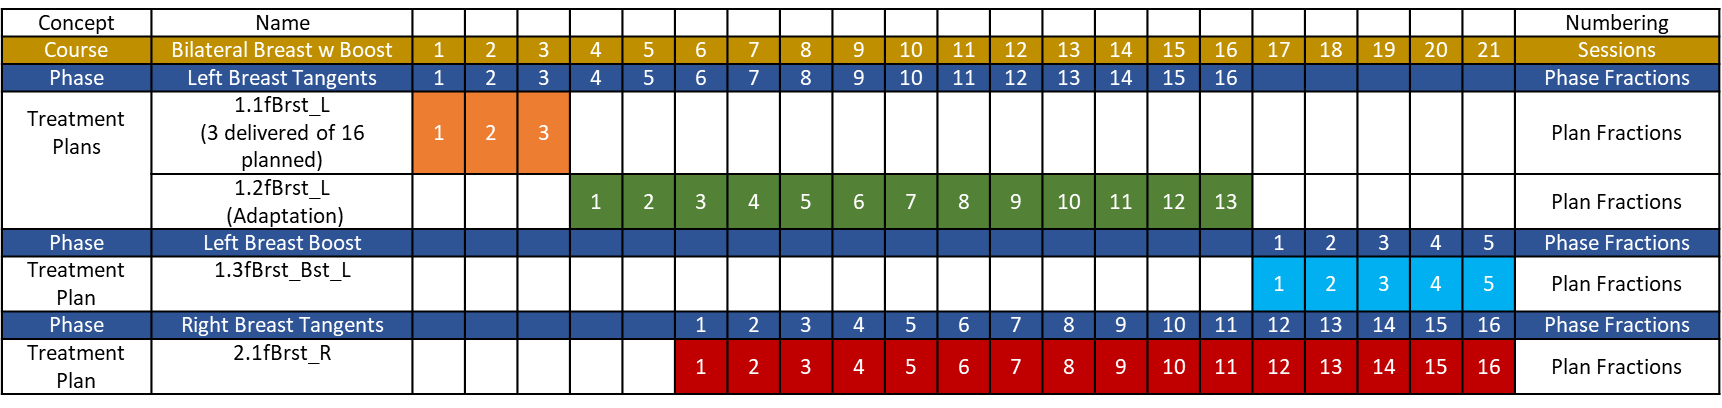 Concept Name Numbering
Course Bilateral Breast w Boost 1 2 3 4 5 6 7 8 9 10 11 12 13 14 15 16 17 18 19 20 21 Sessions
Phase Left Breast Tangents 1 2 3 4 5 6 7 8 9 10 11 12 13 14 15 16 Phase Fractions
Treatment
Plans
1.1fBrst_L
(3 delivered of 16
planned)
1 2 3 Plan Fractions
1.2fBrst_L
(Adaptation)
1 2 3 4 5 6 7 8 9 10 11 12 13 Plan Fractions
Phase Left Breast Boost 1 2 3 4 5 Phase Fractions
Treatment
Plan
1.3fBrst_Bst_L
1 2 3 4 5 Plan Fractions
Phase Right Breast Tangents 1 2 3 4 5 6 7 8 9 10 11 12 13 14 15 16 Phase Fractions
Treatment
Plan
2.1fBrst_R
1 2 3 4 5 6 7 8 9 10 11 12 13 14 15 16 Plan Fractions